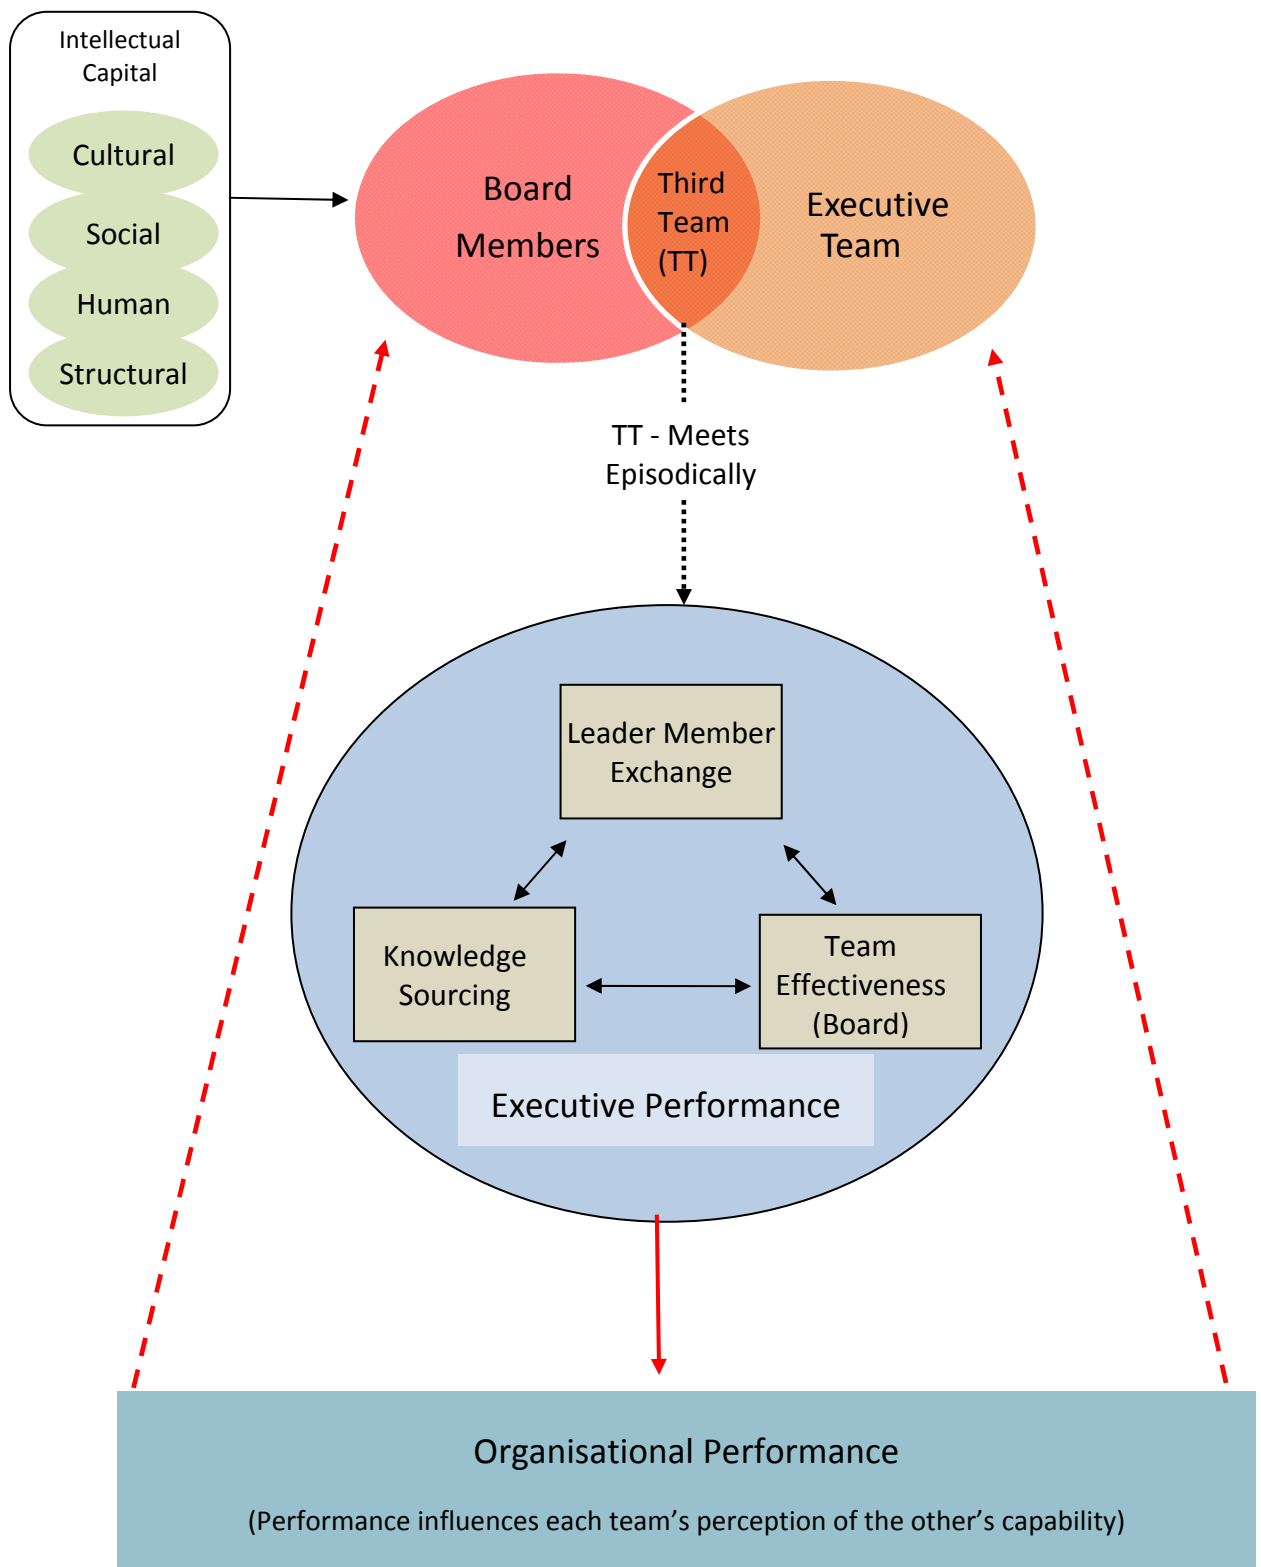 Intellectual
Capital
Cultural
Social
Human
Structural
Board
Members
Third
Team
(TT)
Executive
Team
TT - Meets
Episodically
Leader Member
Exchange
Knowledge
Sourcing
Team
Effectiveness
(Board)
Executive Performance
Organisational Performance
(Performance influences each team’s perception of the other’s capability)